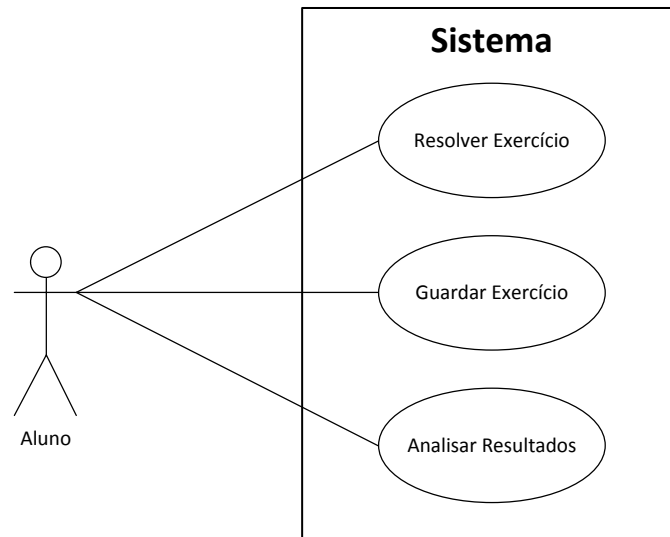 Sistema
Resolver Exercício
Guardar Exercício
Analisar Resultados
Aluno